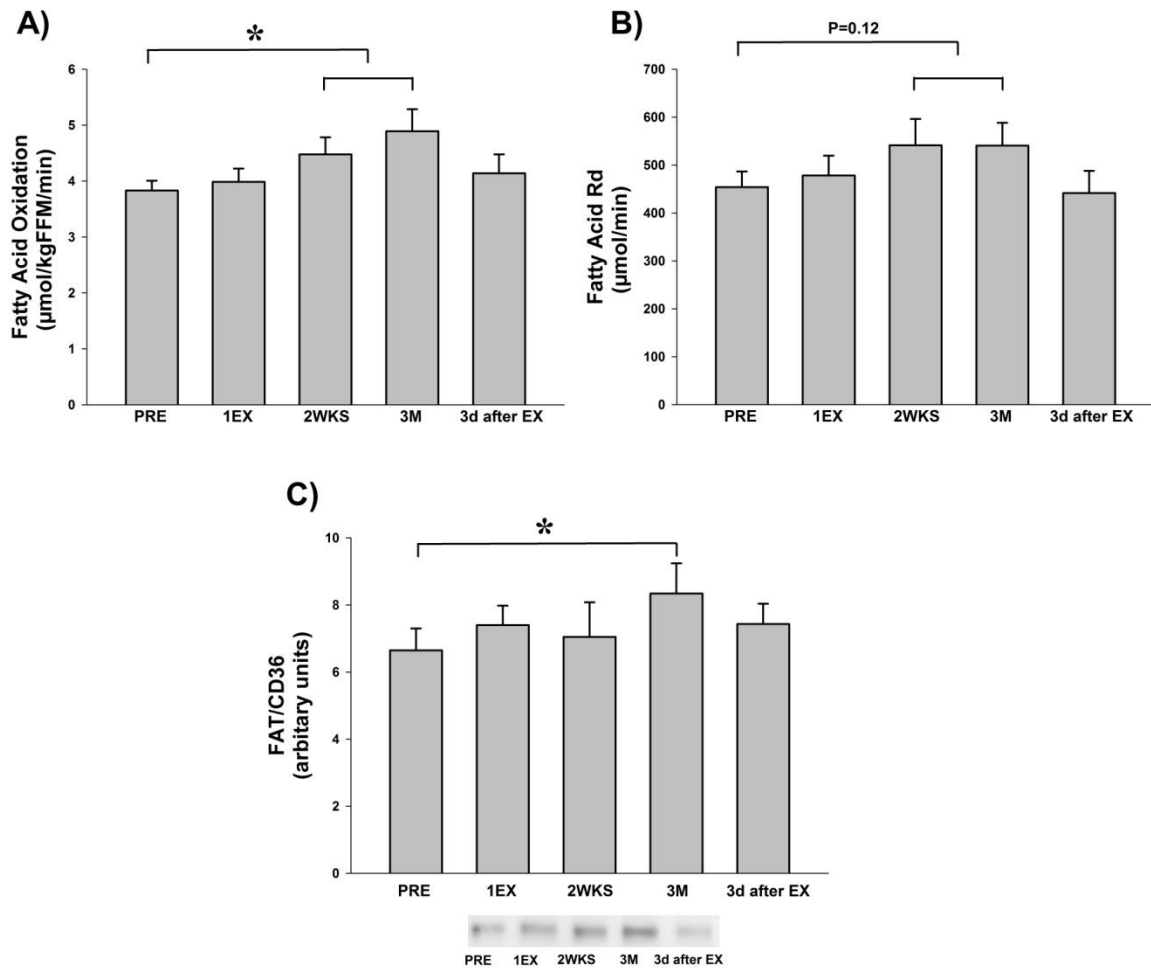 A)
*
Fatty Acid Oxidation
(µmol/kgFFM/min)
6
5
4
3
2
1
0
PRE 1EX 2WKS 3M 3d after EX
B)
P=0.12
Fatty Acid Rd
(µmol/min)
700
600
500
400
300
200
100
0
PRE 1EX 2WKS 3M 3d after EX
C)
*
FAT/CD36
(arbitary units)
10
8
6
4
2
0
PRE 1EX 2WKS 3M 3d after EX
PRE 1EX 2WKS 3M 3d after EX